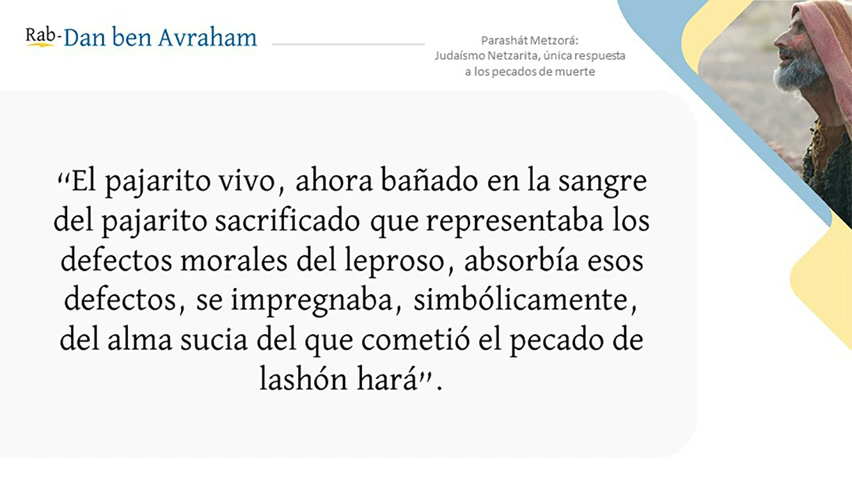 Rab-Dan ben Avraham
Parashát Metzorá:
Judaísmo Netzarita, única respuesta
a los pecados de muerte
“El pajarito vivo, ahora bañado en la sangre
del pajarito sacrificado que representaba los
defectos morales del leproso, absorbía esos
defectos, se impregnaba, simbólicamente,
del alma sucia del que cometió el pecado de
lashón hará”.